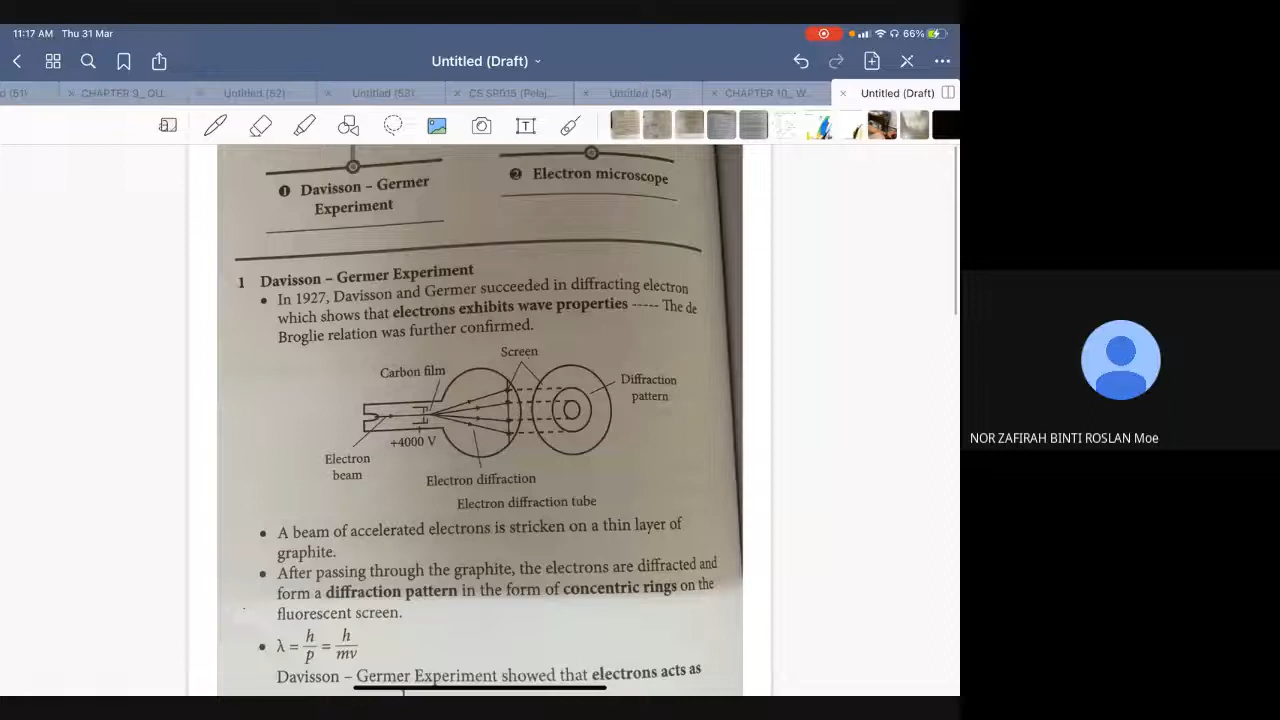 11:17 AM Thu 31 Mar
66%
Untitled (Draft)
CHAPTER 9_ QU...
Untitled (52)
Untitled (53)
CS SP015 (Pelaj...
Untitled (54)
CHAPTER 10_ W...
Untitled (Draft)
❶ Davisson – Germer
Experiment
❷ Electron microscope
1 Davisson – Germer Experiment
• In 1927, Davisson and Germer succeeded in diffracting electron
which shows that electrons exhibits wave properties ----- The de
Broglie relation was further confirmed.
Screen
Carbon film
Diffraction
pattern
+4000 V
Electron
beam
Electron diffraction
Electron diffraction tube
• A beam of accelerated electrons is stricken on a thin layer of
graphite.
• After passing through the graphite, the electrons are diffracted and
form a diffraction pattern in the form of concentric rings on the
fluorescent screen.
• λ = h/p = h/mv
Davisson – Germer Experiment showed that electrons acts as
NOR ZAFIRAH BINTI ROSLAN Moe